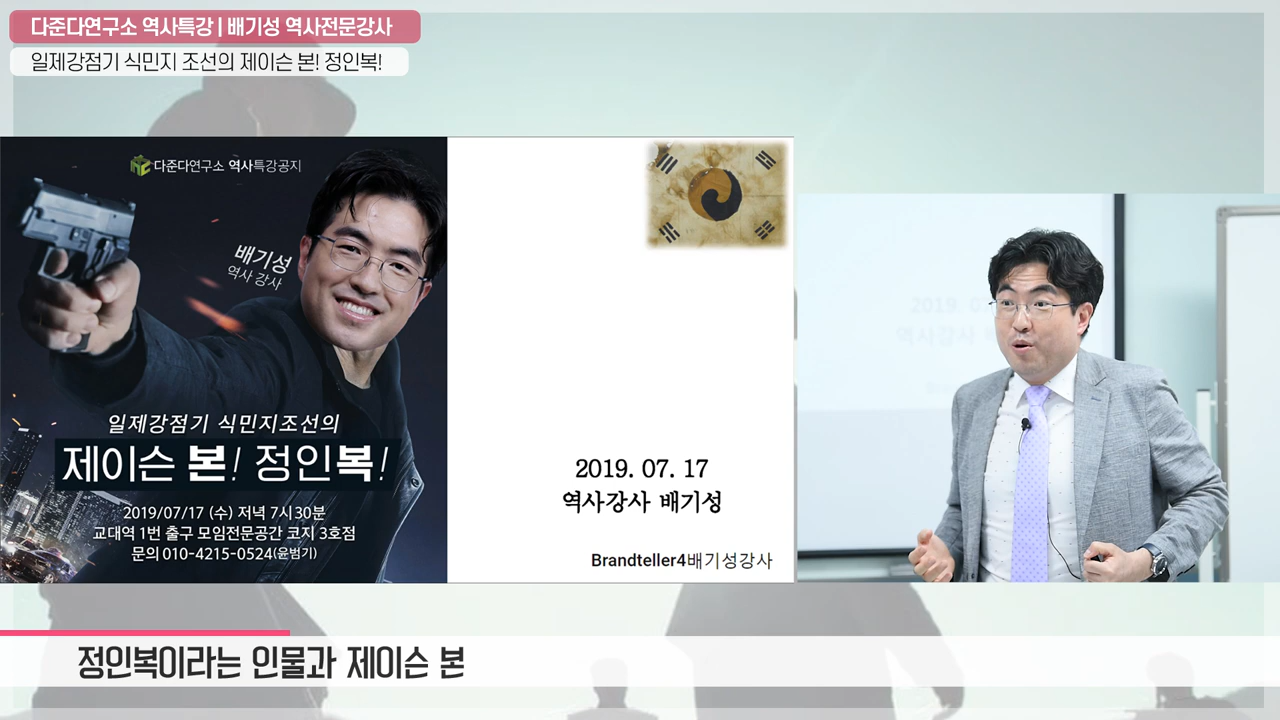 다준다연구소 역사특강 | 배기성 역사전문강사
일제강점기 식민지 조선의 제이슨 본! 정인복!
다준다연구소 역사특강공지
배기성
역사 강사
일제강점기 식민지조선의
제이슨 본! 정인복!
2019/07/17 (수) 저녁 7시30분
교대역 1번 출구 모임전문공간 코지 3호점
문의 010-4215-0524(윤범기)
2019. 07. 17
역사강사 배기성
Brandteller4배기성강사
2019. 0
역사강사
정인복이라는 인물과 제이슨 본